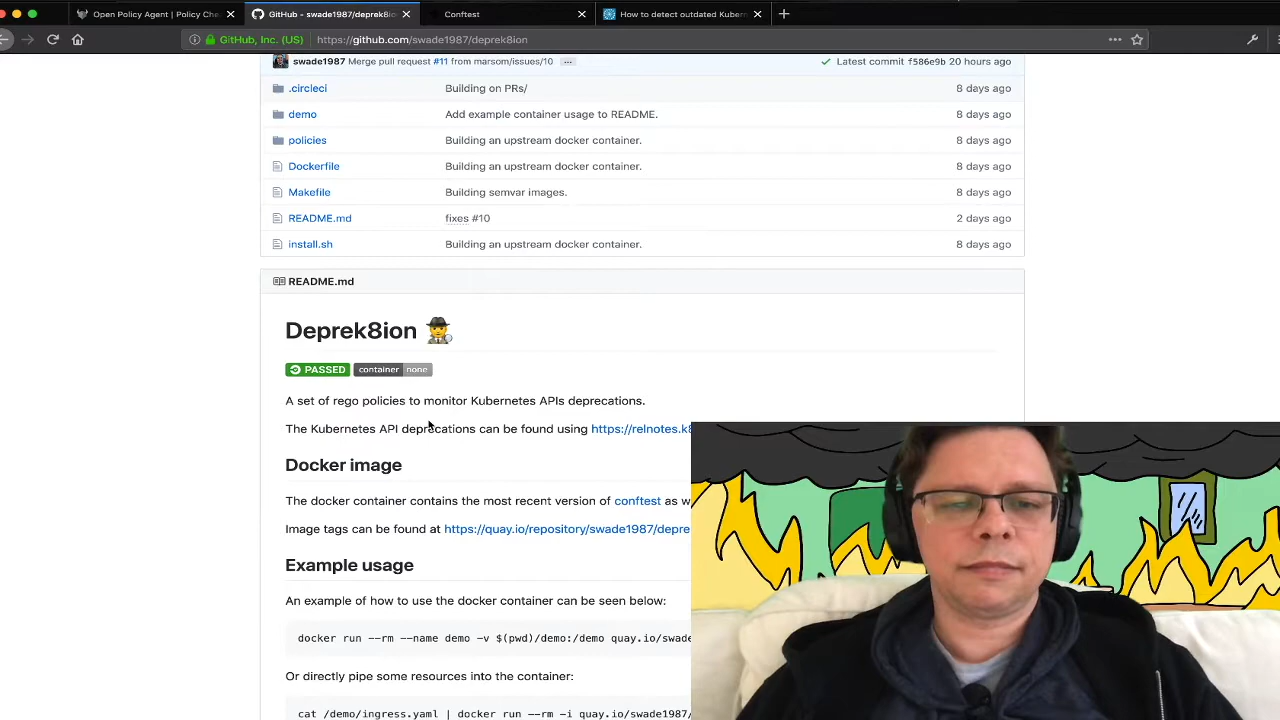 Open Policy Agent | Policy Che
GitHub - swade1987/deprek8io
Conftest
How to detect outdated Kubern
GitHub, Inc. (US)
https://github.com/swade1987/deprek8ion
swade1987 Merge pull request #11 from marsom/issues/10 ...
Latest commit f586e9b 20 hours ago
.circleci Building on PRs/ 8 days ago
demo Add example container usage to README. 8 days ago
policies Building an upstream docker container. 8 days ago
Dockerfile Building an upstream docker container. 8 days ago
Makefile Building semvar images. 8 days ago
README.md fixes #10 2 days ago
install.sh Building an upstream docker container. 8 days ago
README.md
Deprek8ion
PASSED container none
A set of rego policies to monitor Kubernetes APIs deprecations.
The Kubernetes API deprecations can be found using https://relnotes.k8
Docker image
The docker container contains the most recent version of conftest as w
Image tags can be found at https://quay.io/repository/swade1987/depre
Example usage
An example of how to use the docker container can be seen below:
docker run --rm --name demo -v $(pwd)/demo:/demo quay.io/swade
Or directly pipe some resources into the container:
cat /demo/ingress.yaml | docker run --rm -i quay.io/swade1987/